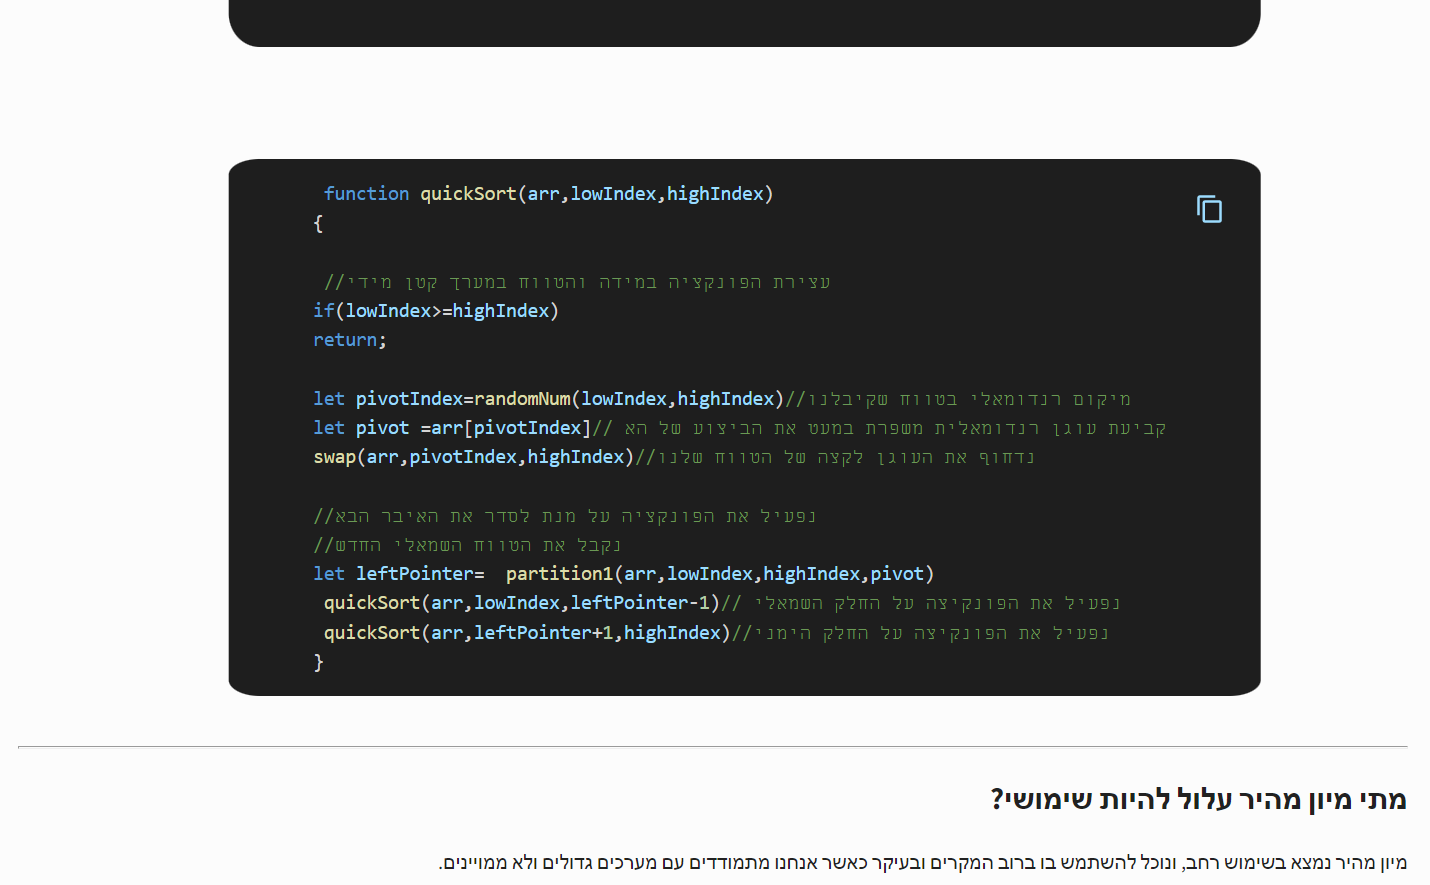 function quickSort(arr,lowIndex,highIndex)
{
//עצירת הפונקציה במידה והטווח במערך קטן מידי
if(lowIndex>=highIndex)
return;
let pivotIndex=randomNum(lowIndex,highIndex)//מיקום רנדומאלי בטווח שקיבלנו
let pivot =arr[pivotIndex]// קביעת עוגן רנדומאלית משפרת במעט את הביצוע של הא
swap(arr,pivotIndex,highIndex)//נדחוף את העוגן לקצה של הטווח שלנו
//נפעיל את הפונקציה על מנת לסדר את האיבר הבא
//נקבל את הטווח השמאלי החדש
let leftPointer=  partition1(arr,lowIndex,highIndex,pivot)
quickSort(arr,lowIndex,leftPointer-1)// נפעיל את הפונקיצה על החלק השמאלי
quickSort(arr,leftPointer+1,highIndex)//נפעיל את הפונקיצה על החלק הימני
}
מתי מיון מהיר עלול להיות שימושי?
מיון מהיר נמצא בשימוש רחב, ונוכל להשתמש בו ברוב המקרים ובעיקר כאשר אנחנו מתמודדים עם מערכים גדולים ולא ממויינים.